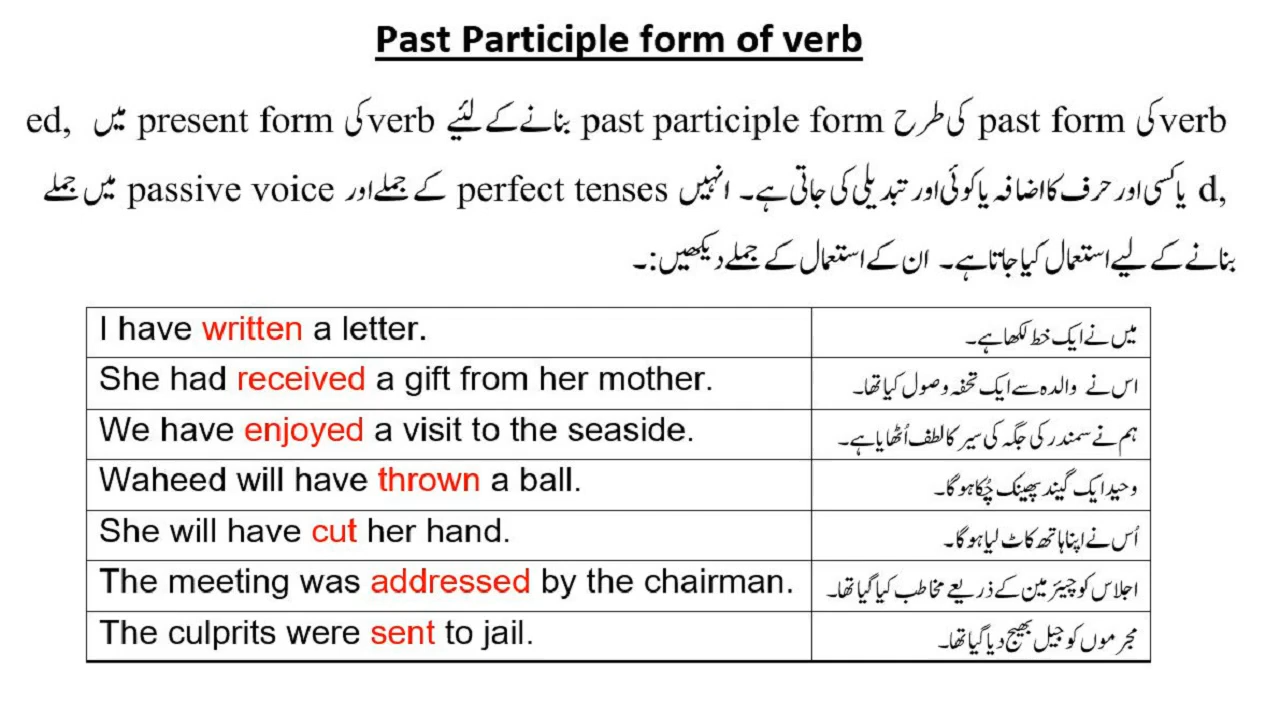 Past Participle form of verb
verb کی past form کی طرح past participle form بنانے کے لئیے verb کی present form میں ed,
d, یا کسی اور حرف کا اضافہ یا کوئی اور تبدیلی کی جاتی ہے۔ انہیں perfect tenses کے جملے اور passive voice میں جملے
بنانے کے لیے استعمال کیا جاتا ہے۔ ان کے استعمال کے جملے دیکھیں:۔
I have written a letter.
میں نے ایک خط لکھا ہے۔
She had received a gift from her mother.
اس نے والدہ سے ایک تحفہ وصول کیا تھا۔
We have enjoyed a visit to the seaside.
ہم نے سمندر کی جگہ کی سیر کا لطف اُٹھایا ہے۔
Waheed will have thrown a ball.
وحید ایک گیند پھینک چُکا ہو گا۔
She will have cut her hand.
اُس نے اپنا ہاتھ کاٹ لیا ہو گا۔
The meeting was addressed by the chairman.
اجلاس کو چیئرمین کے ذریعے مخاطب کیا گیا تھا۔
The culprits were sent to jail.
مجرموں کو جیل بھیج دیا گیا تھا۔